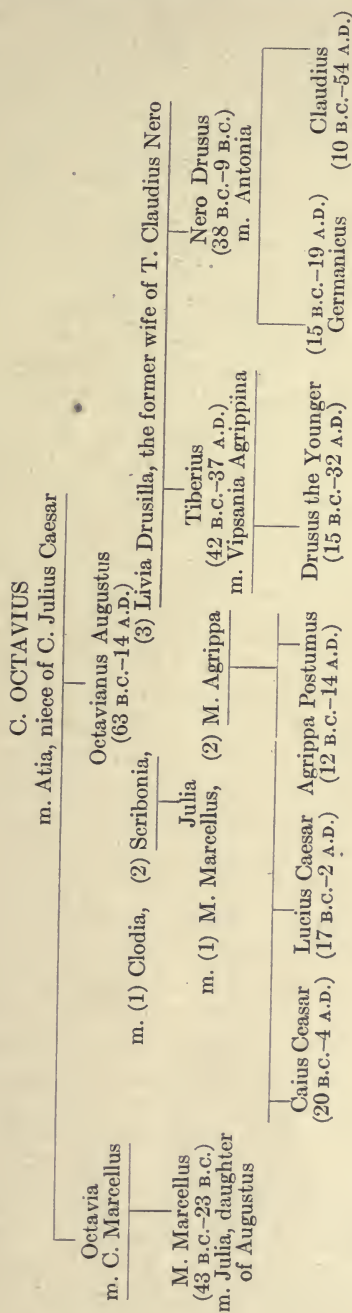 C. OCTAVIUS
m. Atia, niece of C. Julius Caesar
Octavia
m. C. Marcellus
M. Marcellus
(43 B.C.–23 B.C.)
m. Julia, daughter
of Augustus
Octavianus Augustus
(63 B.C.–14 A.D.)
m. (1) Clodia, (2) Scribonia, (3) Livia Drusilla, the former wife of T. Claudius Nero
Julia
m. (1) M. Marcellus, (2) M. Agrippa
Caius Ceasar
(20 B.C.–4 A.D.)
Lucius Caesar
(17 B.C.–2 A.D.)
Agrippa Postumus
(12 B.C.–14 A.D.)
Tiberius
(42 B.C.–37 A.D.)
m. Vipsania Agrippina
Drusus the Younger
(15 B.C.–32 A.D.)
Nero Drusus
(38 B.C.–9 B.C.)
m. Antonia
(15 B.C.–19 A.D.)
Germanicus
Claudius
(10 B.C.–54 A.D.)